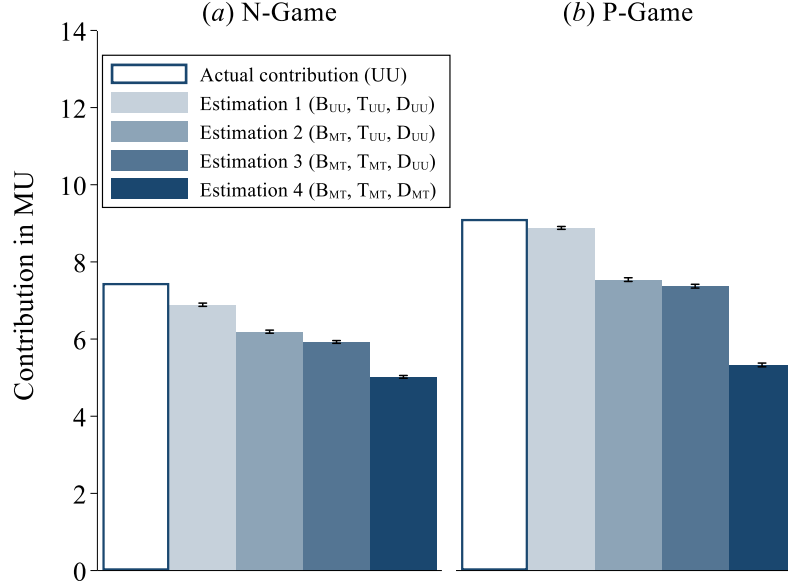 (a) N-Game
(b) P-Game
14
12
10
8
6
4
2
0
Contribution in MU
Actual contribution (UU)
Estimation 1 (BUU, TUU, DUU)
Estimation 2 (BMT, TUU, DUU)
Estimation 3 (BMT, TMT, DUU)
Estimation 4 (BMT, TMT, DMT)